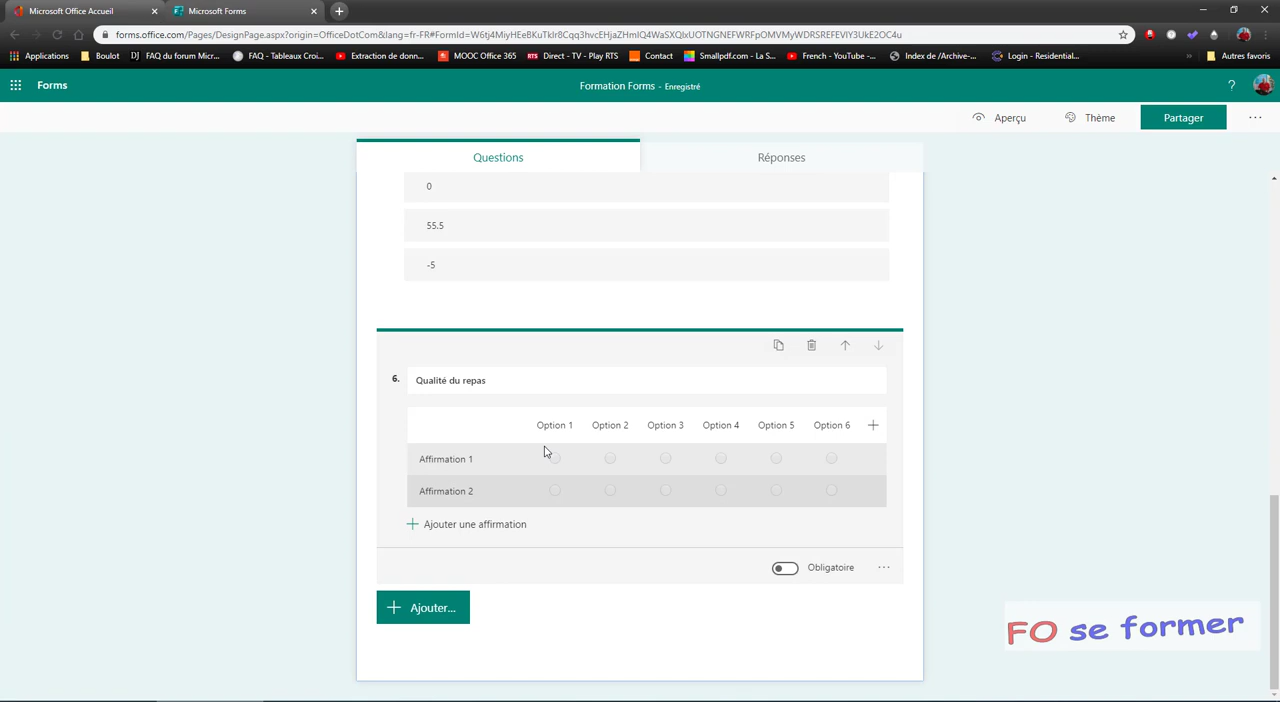 Microsoft Office Accueil
Microsoft Forms
forms.office.com/Pages/DesignPage.aspx?origin=OfficeDotCom&lang=fr-FR#FormId=W6tj4MiyHEeBKuTkIr8Cqq3hvcEHjaZHmIQ4WaSXQlxUOTNGNEFWRFpOMVMyWDRSREFEVlY3UkE2OC4u
Applications
Boulot
FAQ du forum Micr...
FAQ - Tableaux Croi...
Extraction de donn...
MOOC Office 365
Direct - TV - Play RTS
Contact
Smallpdf.com - La S...
French - YouTube -...
Index de /Archive-...
Login - Residential...
»
Autres favoris
Forms
Formation Forms - Enregistré
?
Aperçu
Thème
Partager
...
Questions
Réponses
0
55.5
-5
6.
Qualité du repas
Option 1 Option 2 Option 3 Option 4 Option 5 Option 6
Affirmation 1
Affirmation 2
Ajouter une affirmation
Obligatoire
...
Ajouter...
FO se former